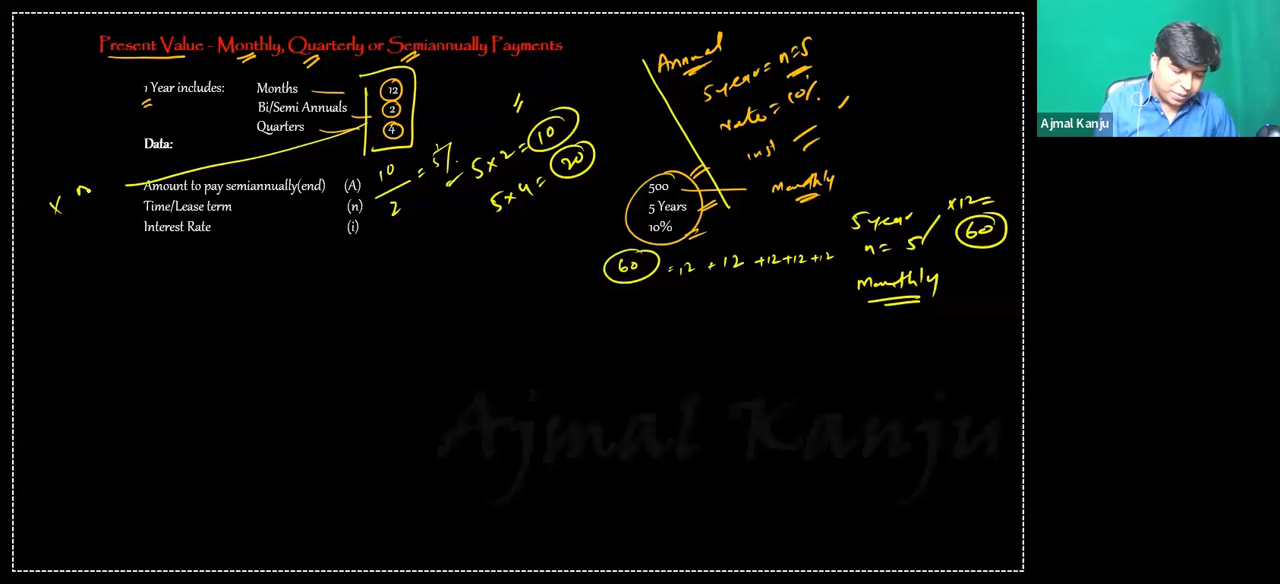 Present Value - Monthly, Quarterly or Semiannually Payments
1 Year includes: Months 12
Bi/Semi Annuals 2
Quarters 4
Data:
Amount to pay semiannually(end) (A) 500
Time/Lease term (n) 5 Years
Interest Rate (i) 10%
x n
10/2 = 5%
5 x 2 = 10
5 x 4 = 20
Annual
5 year = n = 5
rate = 10%
inst
Monthly
5 year
n = 5 x 12 = 60
Monthly
60 = 12 + 12 + 12 + 12 + 12
Ajmal Kanju
Ajmal Kanju